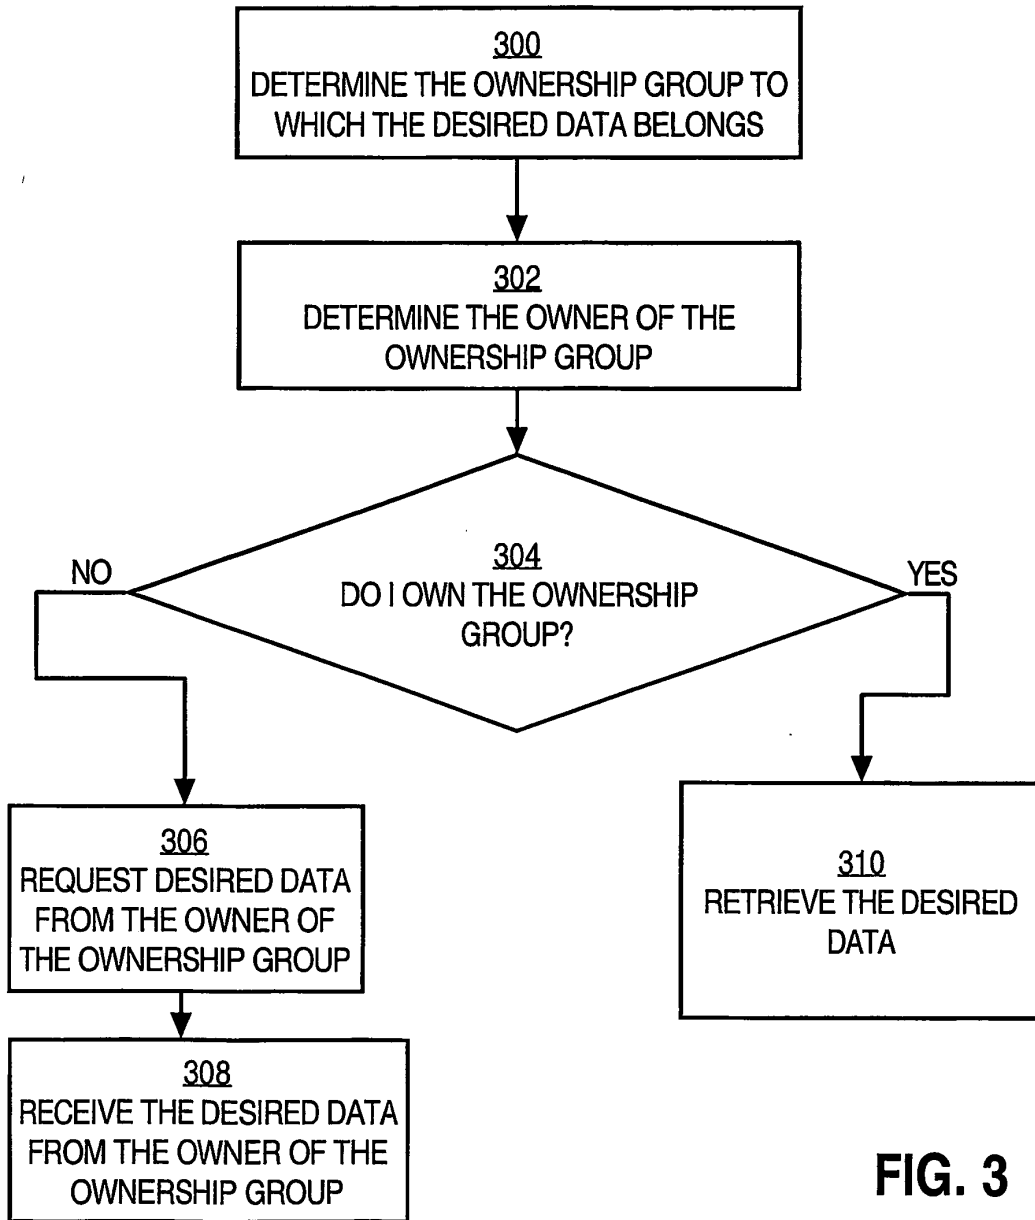 300
DETERMINE THE OWNERSHIP GROUP TO
WHICH THE DESIRED DATA BELONGS
302
DETERMINE THE OWNER OF THE
OWNERSHIP GROUP
304
DO I OWN THE OWNERSHIP
GROUP?
NO
YES
306
REQUEST DESIRED DATA
FROM THE OWNER OF
THE OWNERSHIP GROUP
310
RETRIEVE THE DESIRED
DATA
308
RECEIVE THE DESIRED DATA
FROM THE OWNER OF THE
OWNERSHIP GROUP
FIG. 3